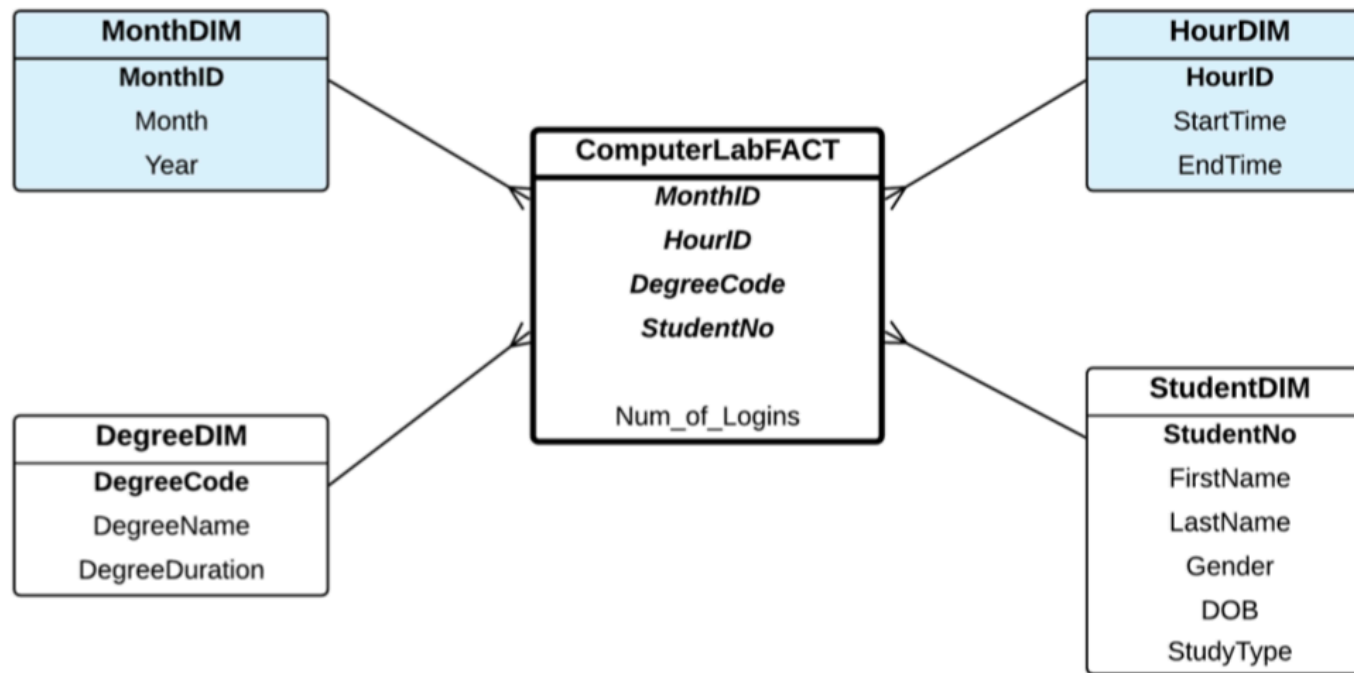 MonthDIM
MonthID
Month
Year
HourDIM
HourID
StartTime
EndTime
ComputerLabFACT
MonthID
HourID
DegreeCode
StudentNo
Num_of_Logins
DegreeDIM
DegreeCode
DegreeName
DegreeDuration
StudentDIM
StudentNo
FirstName
LastName
Gender
DOB
StudyType